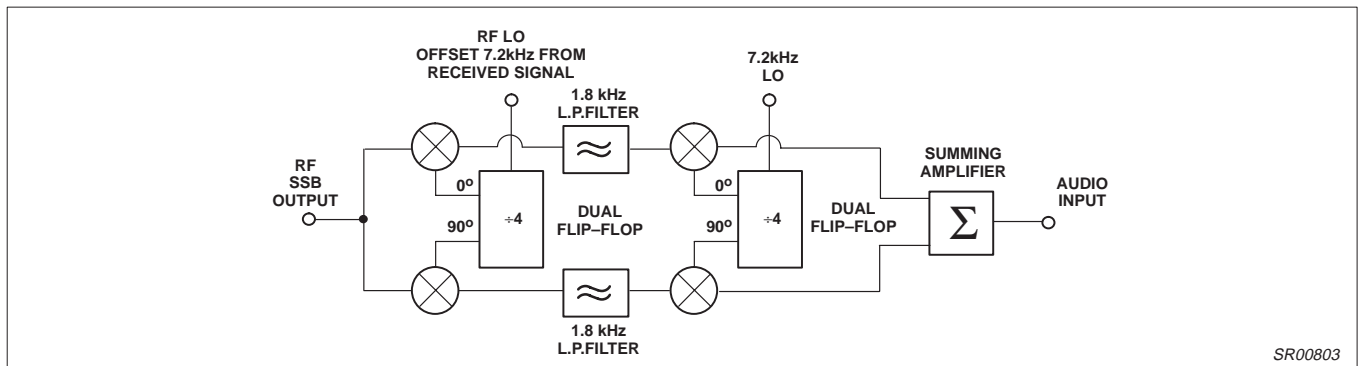 RF LO
OFFSET 7.2kHz FROM
RECEIVED SIGNAL
7.2kHz
LO
1.8 kHz
L.P.FILTER
SUMMING
AMPLIFIER
RF
SSB
OUTPUT
0o
÷4
90o
DUAL
FLIP–FLOP
0o
÷4
90o
DUAL
FLIP–FLOP
Σ
AUDIO
INPUT
1.8 kHz
L.P.FILTER
SR00803